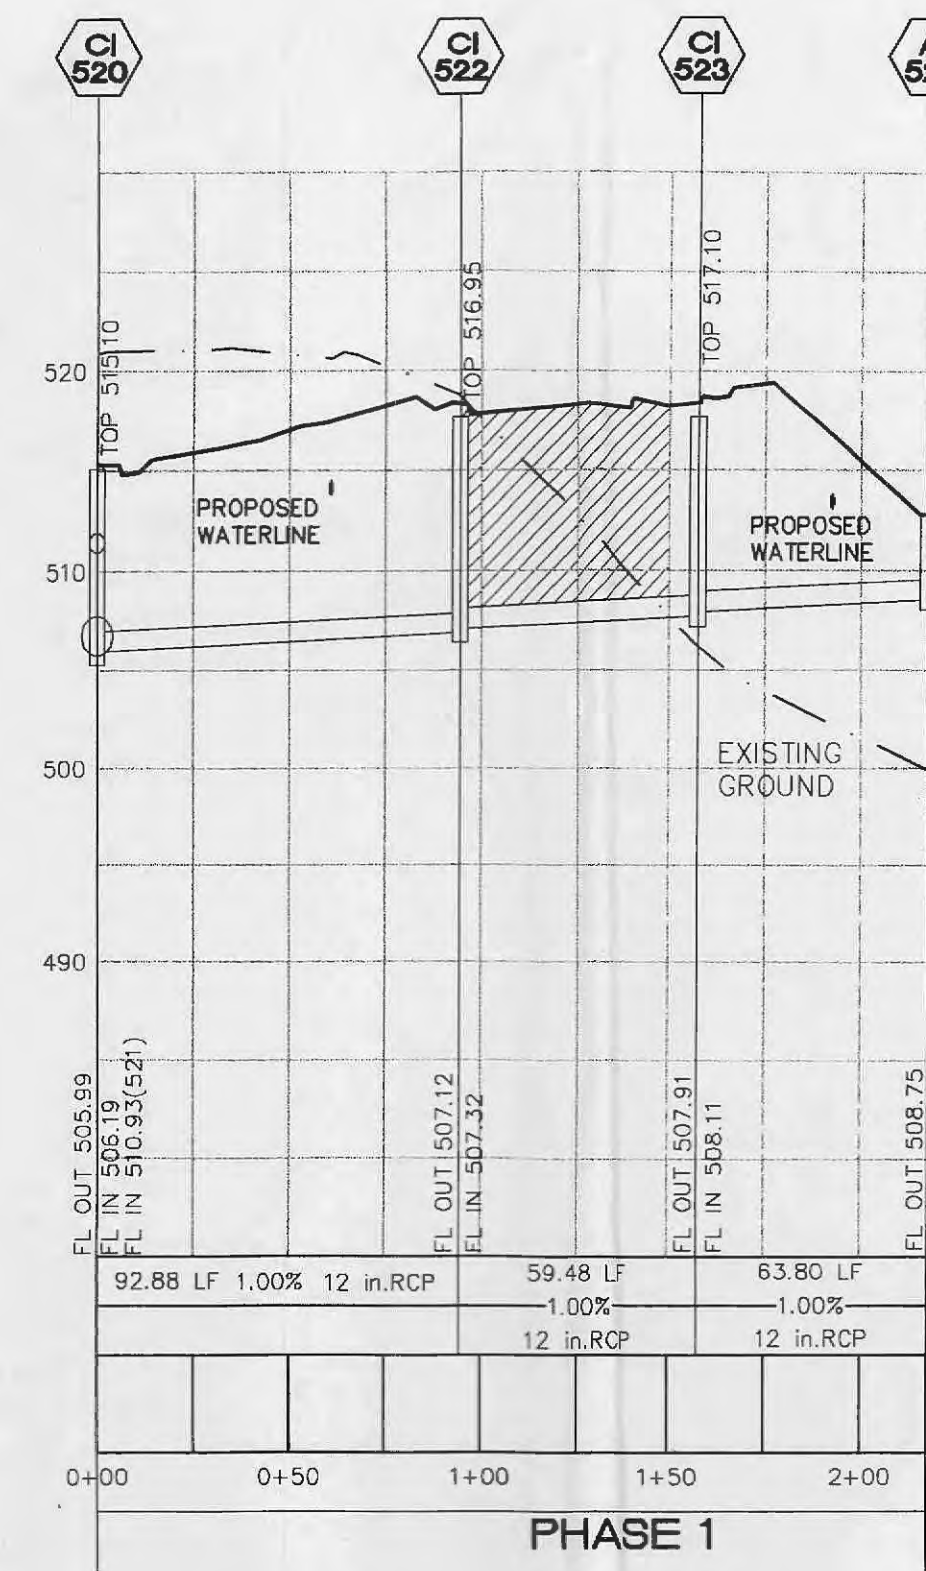 CI
520
CI
522
CI
523
TOP 515.10
TOP 516.95
TOP 517.10
520
510
500
490
PROPOSED
WATERLINE
PROPOSED
WATERLINE
EXISTING
GROUND
FL OUT 505.99
FL IN 506.19
FL IN 510.93(521)
FL OUT 507.12
FL IN 507.32
FL OUT 507.91
FL IN 508.11
FL OUT 508.75
92.88 LF 1.00% 12 in.RCP
59.48 LF
1.00%
12 in.RCP
63.80 LF
1.00%
12 in.RCP
0+00 0+50 1+00 1+50 2+00
PHASE 1